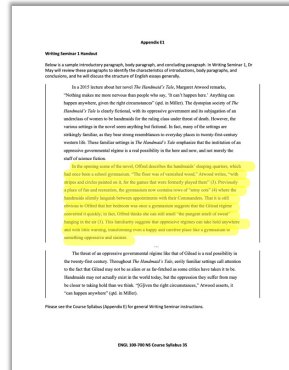 Appendix E1
Writing Seminar 1 Handout
Below is a sample introductory paragraph, body paragraph, and concluding paragraph. In Writing Seminar 1, Dr
May will review these paragraphs to identify the characteristics of introductions, body paragraphs, and
conclusions, and he will discuss the structure of English essays generally.
In a 2015 lecture about her novel The Handmaid's Tale, Margaret Atwood remarks,
"Nothing makes me more nervous than people who say, 'It can't happen here.' Anything can
happen anywhere, given the right circumstances" (qtd. in Miller). The dystopian society of The
Handmaid's Tale is clearly fictional, with its oppressive government and its subjugation of an
underclass of women to be handmaids for the ruling class under threat of death. However, the
various settings in the novel seem anything but fictional. In fact, many of the settings are
strikingly familiar, as they bear strong resemblances to everyday places in twenty-first-century
western life. These familiar settings in The Handmaid's Tale emphasize that the institution of an
oppressive governmental regime is a real possibility in the here and now, and not merely the
stuff of science fiction.
In the opening scene of the novel, Offred describes the handmaids' sleeping quarters, which
had once been a school gymnasium. "The floor was of varnished wood," Atwood writes, "with
stripes and circles painted on it, for the games that were formerly played there" (3). Previously
a place of fun and recreation, the gymnasium now contains rows of "army cots" (4) where the
handmaids silently languish between appointments with their Commanders. That it is still
obvious to Offred that her bedroom was once a gymnasium suggests that the Gilead regime
converted it quickly; in fact, Offred thinks she can still smell "the pungent scent of sweat"
hanging in the air (3). This familiarity suggests that oppressive regimes can take hold anywhere
and with little warning, transforming even a happy and carefree place like a gymnasium to
something oppressive and sinister.
...
The threat of an oppressive governmental regime like that of Gilead is a real possibility in
the twenty-first century. Throughout The Handmaid's Tale, eerily familiar settings call attention
to the fact that Gilead may not be as alien or as far-fetched as some critics have taken it to be.
Handmaids may not actually exist in the world today, but the oppression they suffer from may
be closer to taking hold than we think. "[G]iven the right circumstances," Atwood asserts, it
"can happen anywhere" (qtd. in Miller).
Please see the Course Syllabus (Appendix E) for general Writing Seminar instructions.
ENGL 100-700 NS Course Syllabus 35